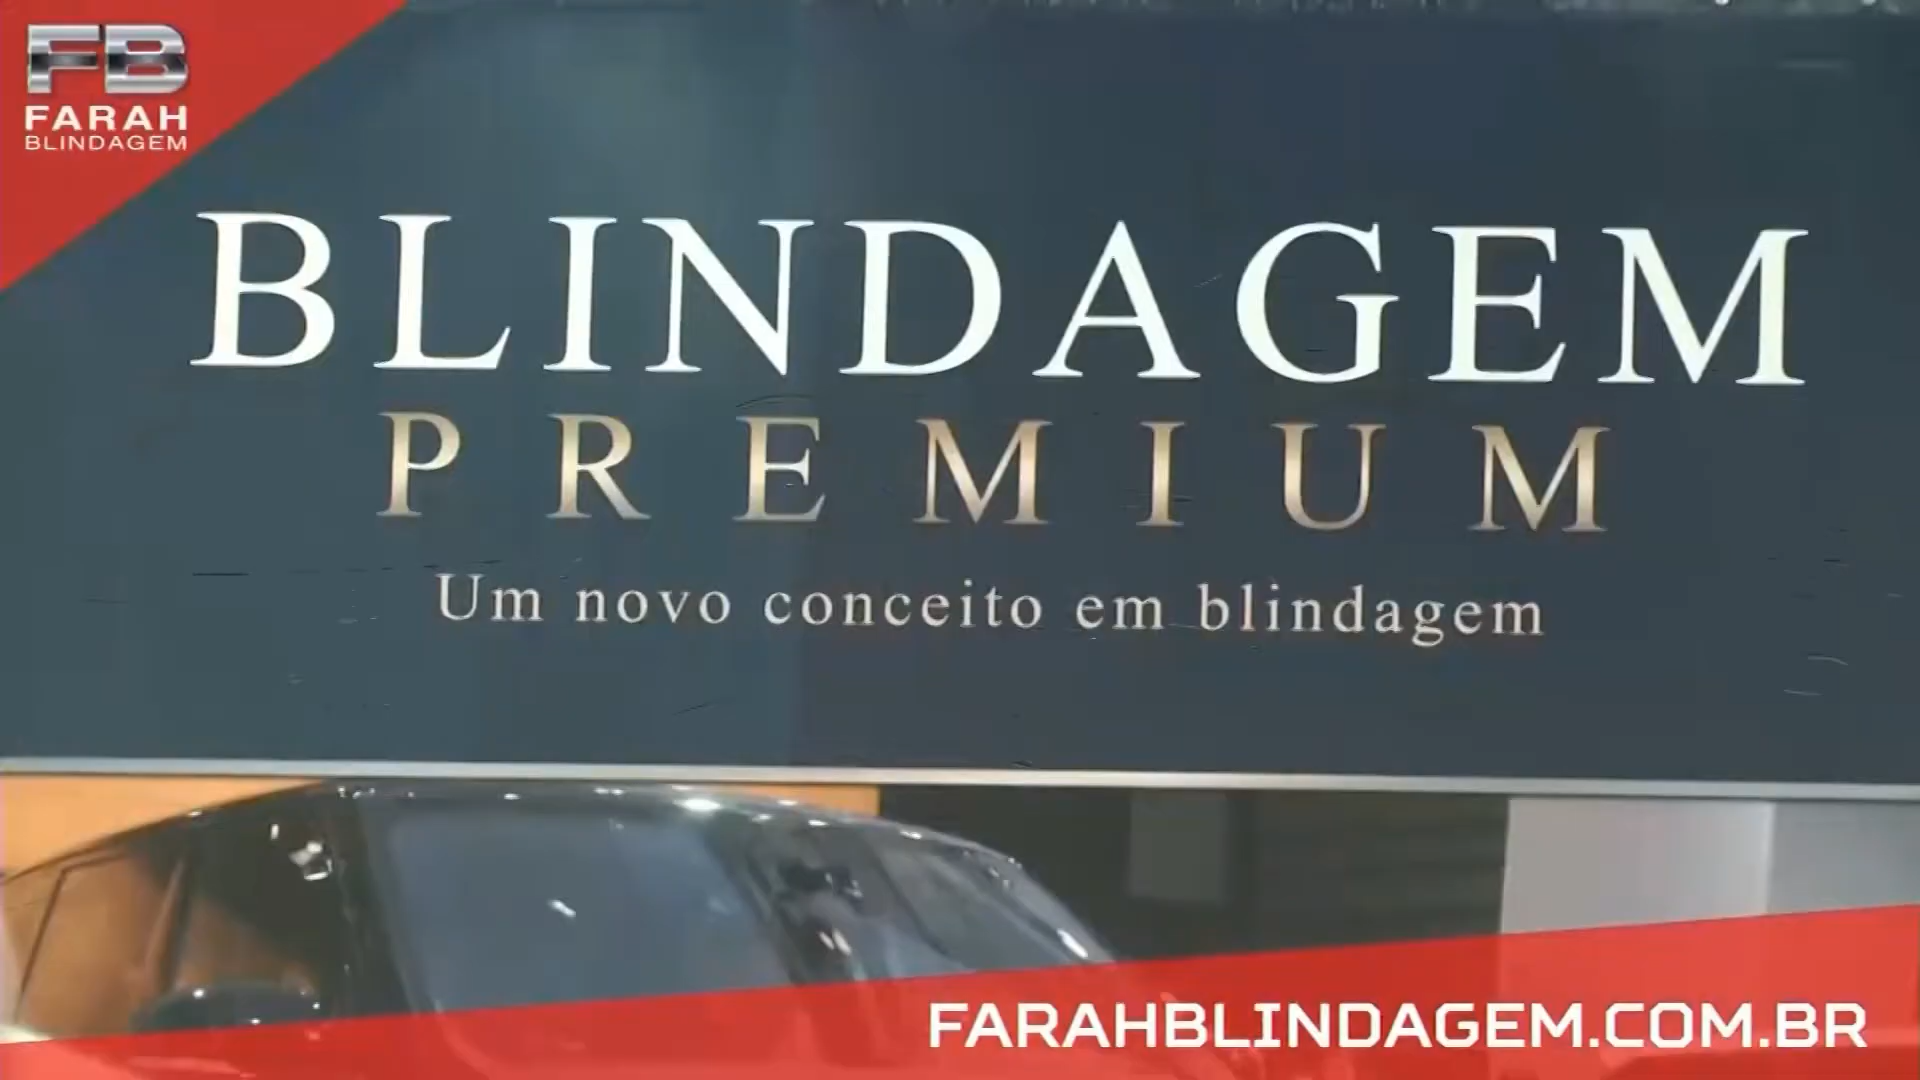 FB
FARAH
BLINDAGEM
BLINDAGEM
PREMIUM
Um novo conceito em blindagem
FARAHBLINDAGEM.COM.BR